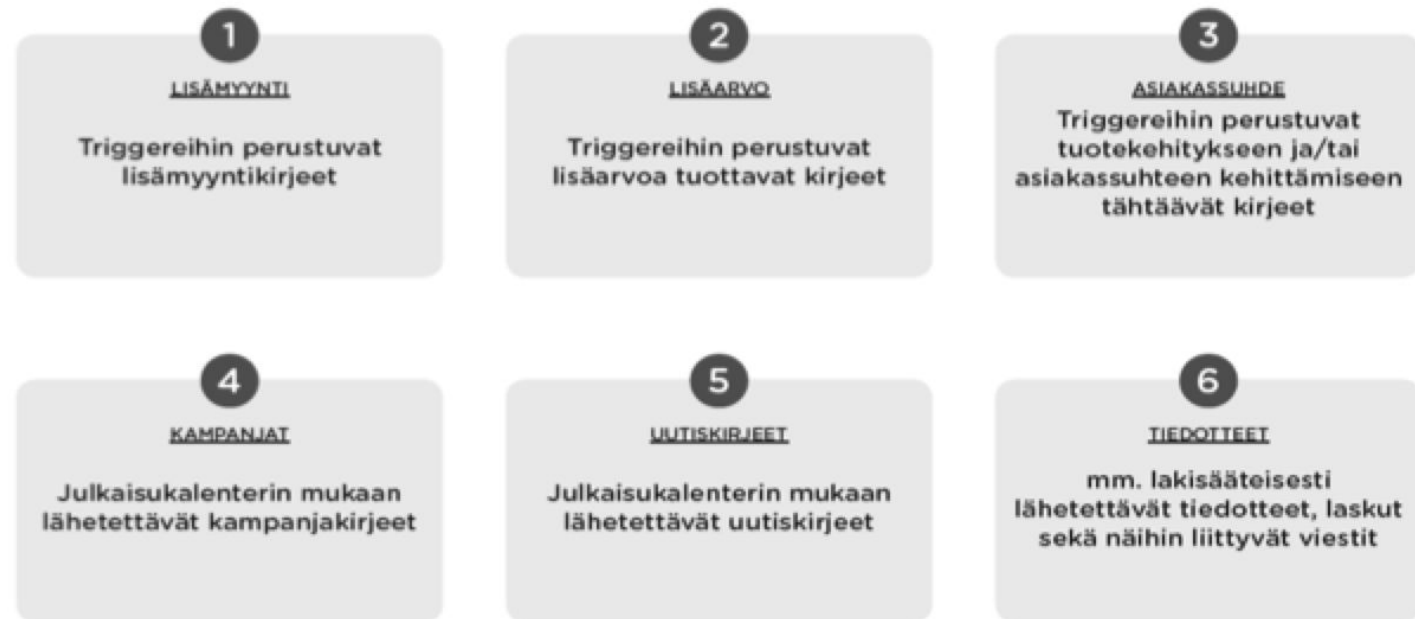 1
LISÄMYYNTI
Triggereihin perustuvat
lisämyyntikirjeet
2
LISÄARVO
Triggereihin perustuvat
lisäarvoa tuottavat kirjeet
3
ASIAKASSUHDE
Triggereihin perustuvat
tuotekehitykseen ja/tai
asiakassuhteen kehittämiseen
tähtäävät kirjeet
4
KAMPANJAT
Julkaisukalenterin mukaan
lähetettävät kampanjakirjeet
5
UUTISKIRJEET
Julkaisukalenterin mukaan
lähetettävät uutiskirjeet
6
TIEDOTTEET
mm. lakisääteisesti
lähetettävät tiedotteet, laskut
sekä näihin liittyvät viestit